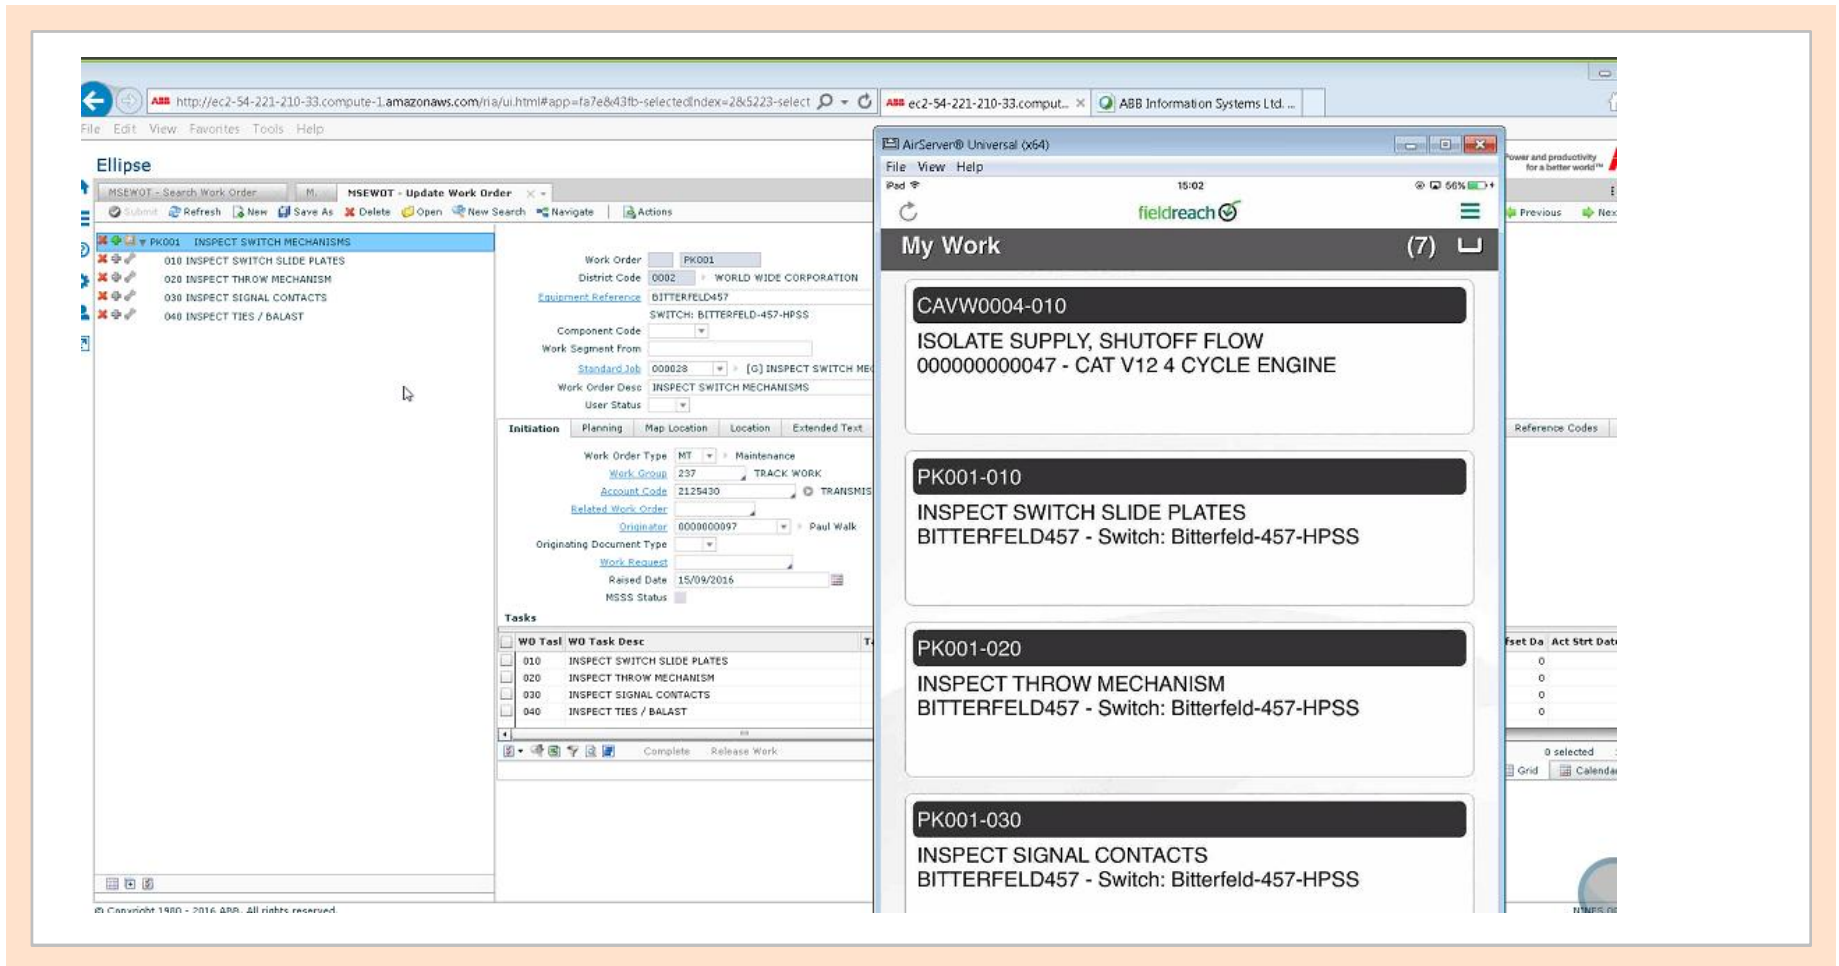 ABB http://ec2-54-221-210-33.compute-1.amazonaws.com/ria/ui.html#app=fa7e&43fb-selectedIndex=2&5223-select
ABB ec2-54-221-210-33.comput... ×
ABB Information Systems Ltd. ...
File Edit View Favorites Tools Help
Ellipse
MSEWOT - Search Work Order
M.
MSEWOT - Update Work Order
Submit Refresh New Save As Delete Open New Search Navigate Actions
PK001 INSPECT SWITCH MECHANISMS
010 INSPECT SWITCH SLIDE PLATES
020 INSPECT THROW MECHANISM
030 INSPECT SIGNAL CONTACTS
040 INSPECT TIES / BALAST
Work Order PK001
District Code 0002 WORLD WIDE CORPORATION
Equipment Reference BITTERFELD457
SWITCH: BITTERFELD-457-HPSS
Component Code
Work Segment From
Standard Job 000028 [G] INSPECT SWITCH MEC
Work Order Desc INSPECT SWITCH MECHANISMS
User Status
Initiation Planning Map Location Location Extended Text
Work Order Type MT Maintenance
Work Group 237 TRACK WORK
Account Code 2125430 TRANSMIS
Related Work Order
Originator 0000000097 Paul Walk
Originating Document Type
Work Request
Raised Date 15/09/2016
MSSS Status
Tasks
WO Tasl WO Task Desc
010 INSPECT SWITCH SLIDE PLATES
020 INSPECT THROW MECHANISM
030 INSPECT SIGNAL CONTACTS
040 INSPECT TIES / BALAST
Complete Release Work
© Copyright 1980 - 2016 ABB. All rights reserved.
AirServer® Universal (x64)
File View Help
iPad 15:02 56%
fieldreach
My Work (7)
CAVW0004-010
ISOLATE SUPPLY, SHUTOFF FLOW
000000000047 - CAT V12 4 CYCLE ENGINE
PK001-010
INSPECT SWITCH SLIDE PLATES
BITTERFELD457 - Switch: Bitterfeld-457-HPSS
PK001-020
INSPECT THROW MECHANISM
BITTERFELD457 - Switch: Bitterfeld-457-HPSS
PK001-030
INSPECT SIGNAL CONTACTS
BITTERFELD457 - Switch: Bitterfeld-457-HPSS
Power and productivity
for a better world™
Previous Nex
Reference Codes
fset Da Act Strt Date
0
0
0
0
0 selected
Grid Calenda